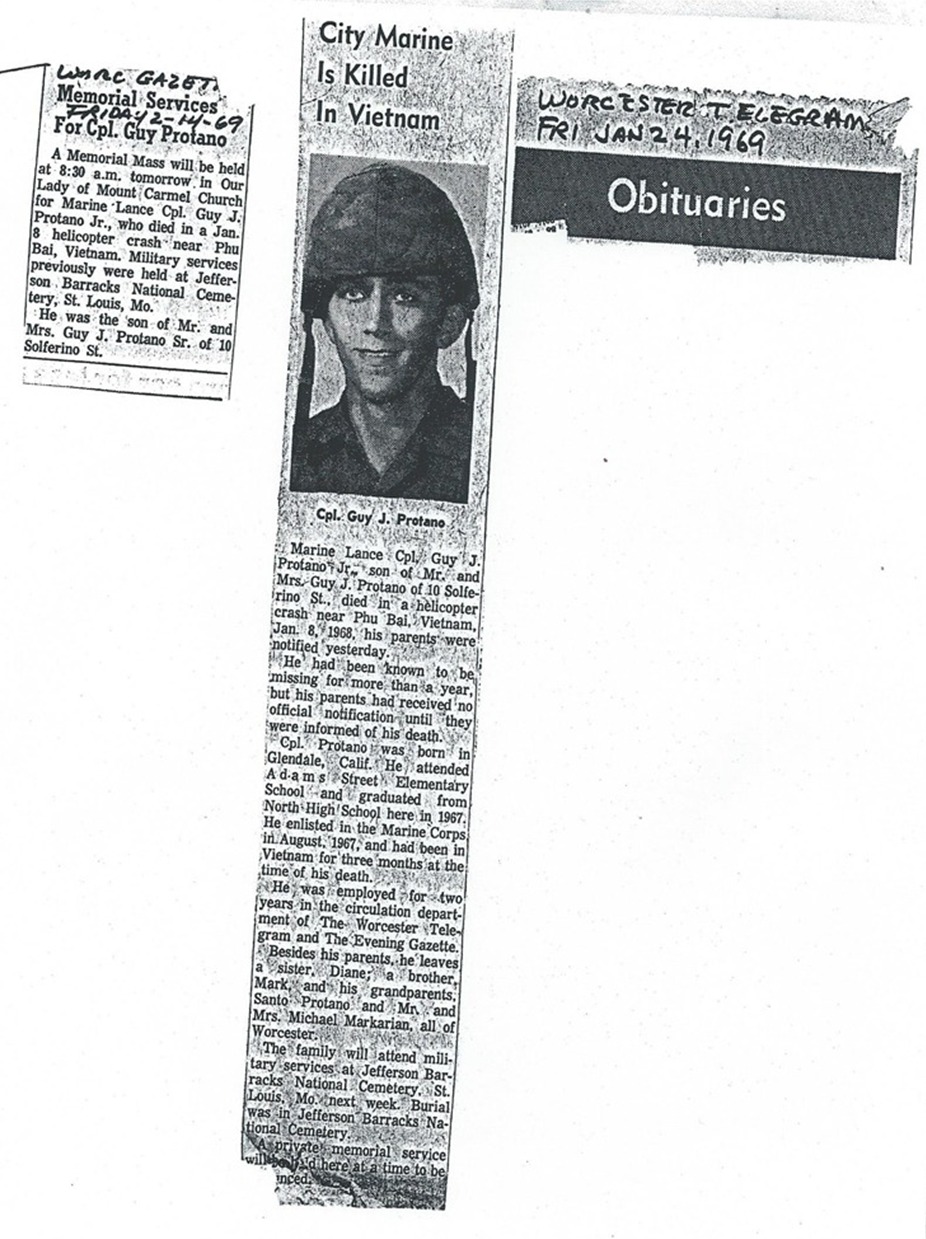 WORC GAZET.
Memorial Services
FRIDAY 2-14-69
For Cpl. Guy Protano
A Memorial Mass will be held
at 8:30 a.m. tomorrow in Our
Lady of Mount Carmel Church
for Marine Lance Cpl. Guy J.
Protano Jr., who died in a Jan.
8 helicopter crash near Phu
Bai, Vietnam. Military services
previously were held at Jeffer-
son Barracks National Ceme-
tery, St. Louis, Mo.
He was the son of Mr. and
Mrs. Guy J. Protano Sr. of 10
Solferino St.
City Marine
Is Killed
In Vietnam
Cpl. Guy J. Protano
Marine Lance Cpl. Guy J.
Protano Jr., son of Mr. and
Mrs. Guy J. Protano of 10 Solfe-
rino St., died in a helicopter
crash near Phu Bai, Vietnam,
Jan. 8, 1968, his parents were
notified yesterday.
He had been known to be
missing for more than a year,
but his parents had received no
official notification until they
were informed of his death.
Cpl. Protano was born in
Glendale, Calif. He attended
Adams Street Elementary
School and graduated from
North High School here in 1967.
He enlisted in the Marine Corps
in August, 1967, and had been in
Vietnam for three months at the
time of his death.
He was employed for two
years in the circulation depart-
ment of The Worcester Tele-
gram and The Evening Gazette.
Besides his parents, he leaves
a sister, Diane; a brother,
Mark, and his grandparents,
Santo Protano and Mr. and
Mrs. Michael Markarian, all of
Worcester.
The family will attend mili-
tary services at Jefferson Bar-
racks National Cemetery, St.
Louis, Mo. next week. Burial
was in Jefferson Barracks Na-
tional Cemetery.
A private memorial service
will be held here at a time to be
nced.
WORCESTER TELEGRAM
FRI JAN 24, 1969
Obituaries